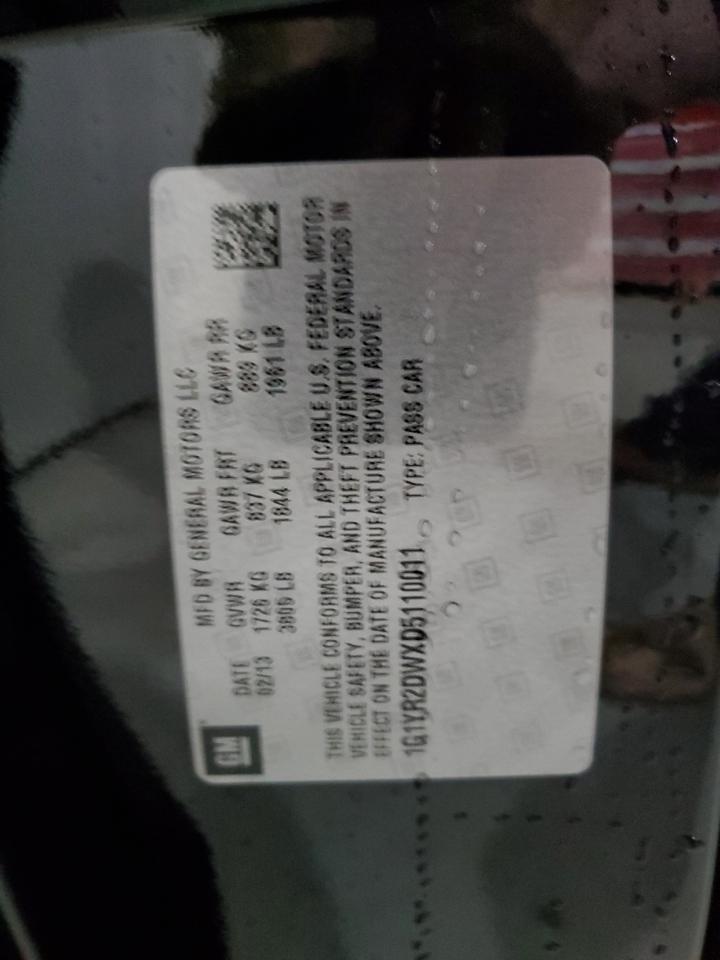 GM
MFD BY GENERAL MOTORS LLC
DATE GVWR GAWR FRT GAWR RR
02/13 1726 KG 837 KG 889 KG
3805 LB 1844 LB 1961 LB
THIS VEHICLE CONFORMS TO ALL APPLICABLE U.S. FEDERAL MOTOR
VEHICLE SAFETY, BUMPER, AND THEFT PREVENTION STANDARDS IN
EFFECT ON THE DATE OF MANUFACTURE SHOWN ABOVE.
1G1YR2DWXD5110011 TYPE: PASS CAR